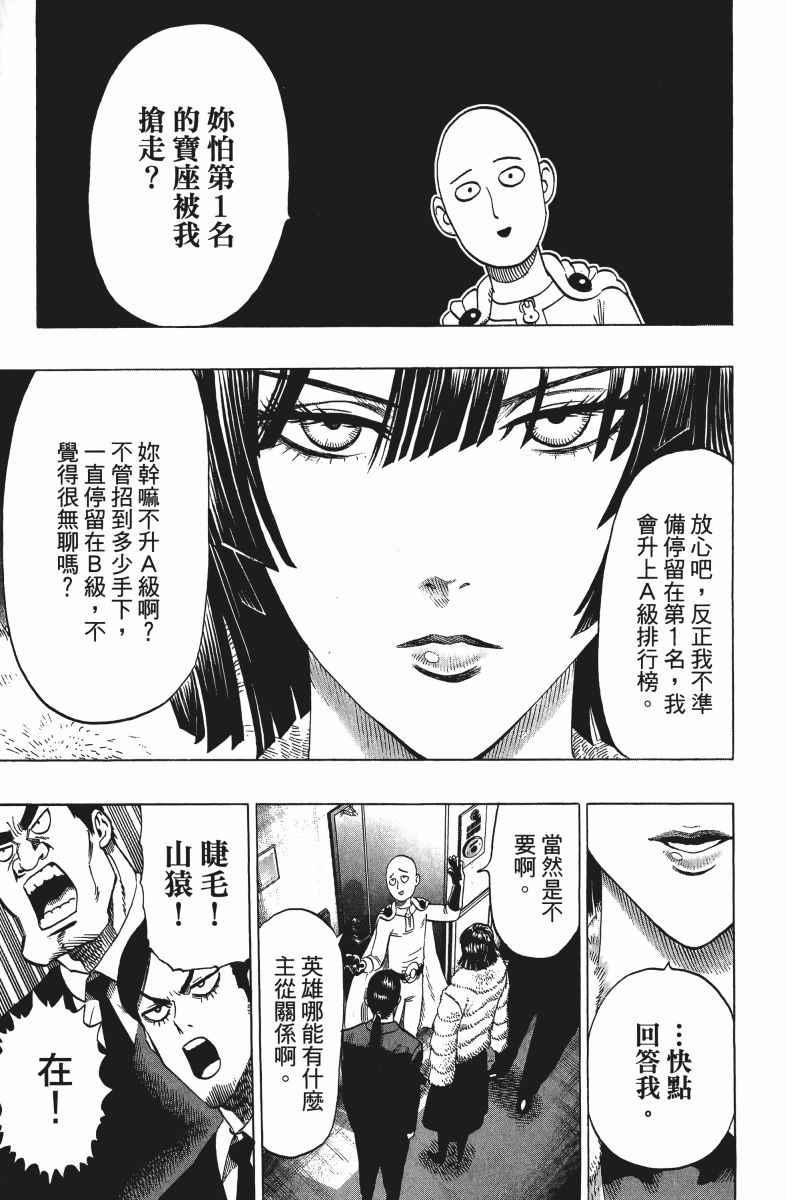 妳怕第１名
的寶座被我
搶走？
放心吧，反正我不準
備停留在第１名，我
會升上Ａ級排行榜。
妳幹嘛不升Ａ級啊？
不管招到多少手下，
一直停留在Ｂ級，不
覺得很無聊嗎？
…快點
回答我。
當然是不
要啊。
英雄哪能有什麼
主從關係啊。
睫毛！
山猿！
在！